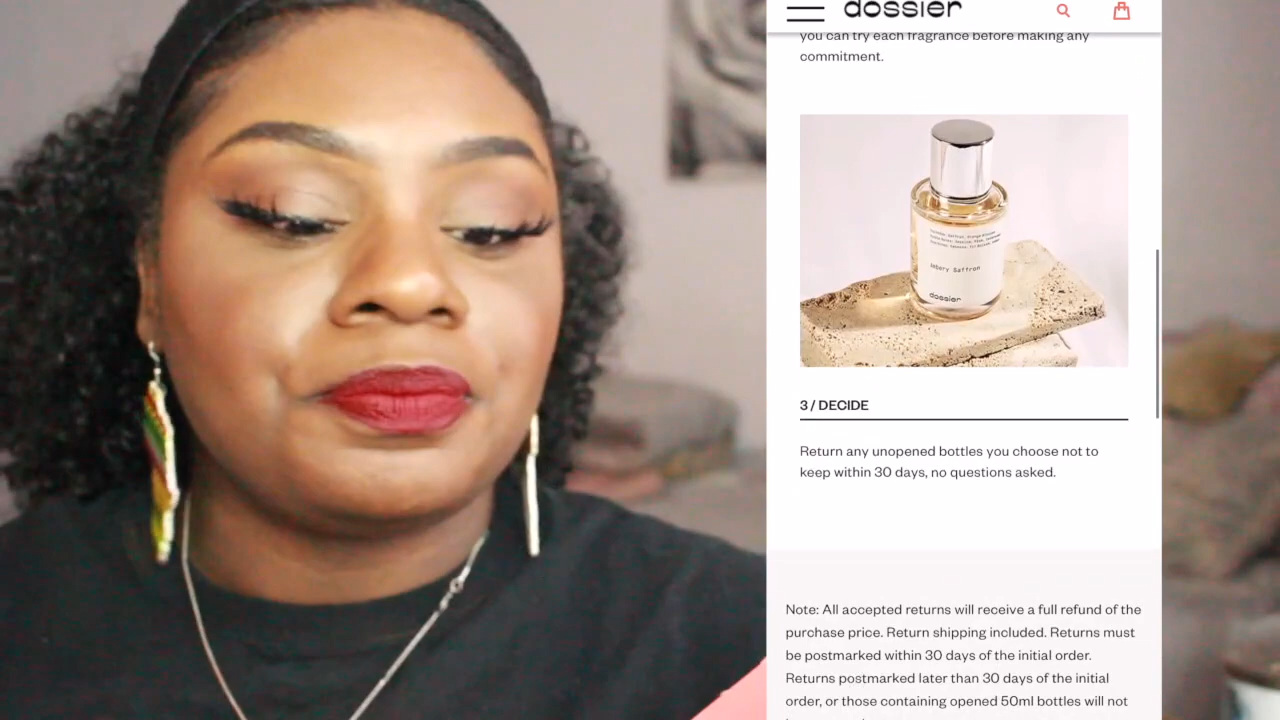 dossier
you can try each fragrance before making any
commitment.
Ambery Saffron
dossier
3 / DECIDE
Return any unopened bottles you choose not to
keep within 30 days, no questions asked.
Note: All accepted returns will receive a full refund of the
purchase price. Return shipping included. Returns must
be postmarked within 30 days of the initial order.
Returns postmarked later than 30 days of the initial
order, or those containing opened 50ml bottles will not